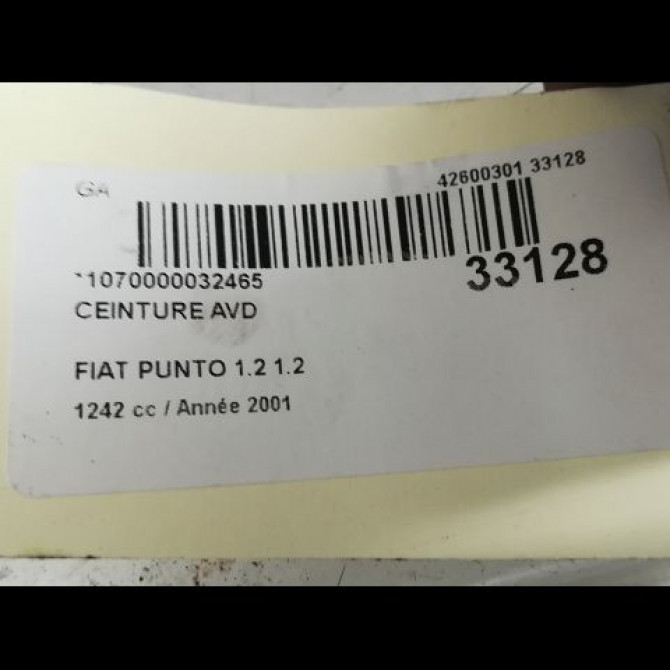 GA
42600301 33128
*1070000032465
33128
CEINTURE AVD
FIAT PUNTO 1.2 1.2
1242 cc / Année 2001